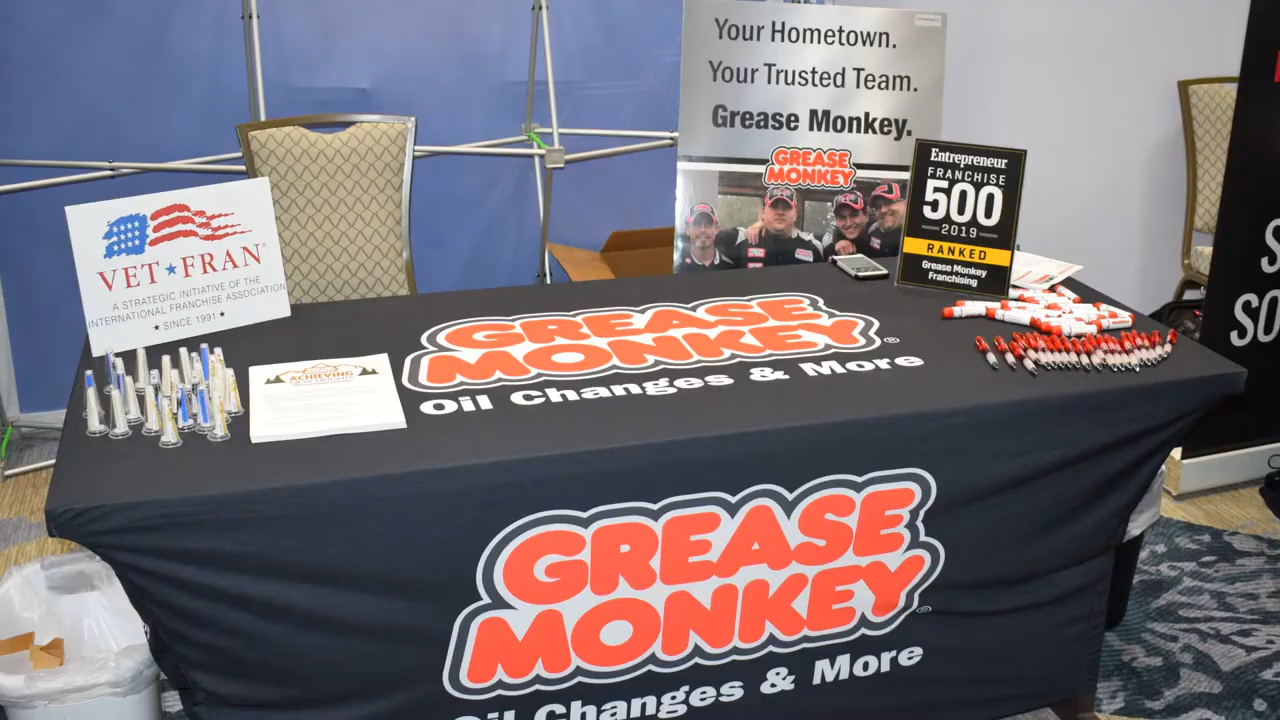 Your Hometown.
Your Trusted Team.
Grease Monkey.
GREASE
MONKEY
Entrepreneur
FRANCHISE
500
2019
RANKED
Grease Monkey
Franchising
VET★FRAN®
A STRATEGIC INITIATIVE OF THE
INTERNATIONAL FRANCHISE ASSOCIATION
★ SINCE 1991 ★
ACHIEVING
GREASE
MONKEY®
Oil Changes & More
GREASE
MONKEY®
Oil Changes & More
S
SO